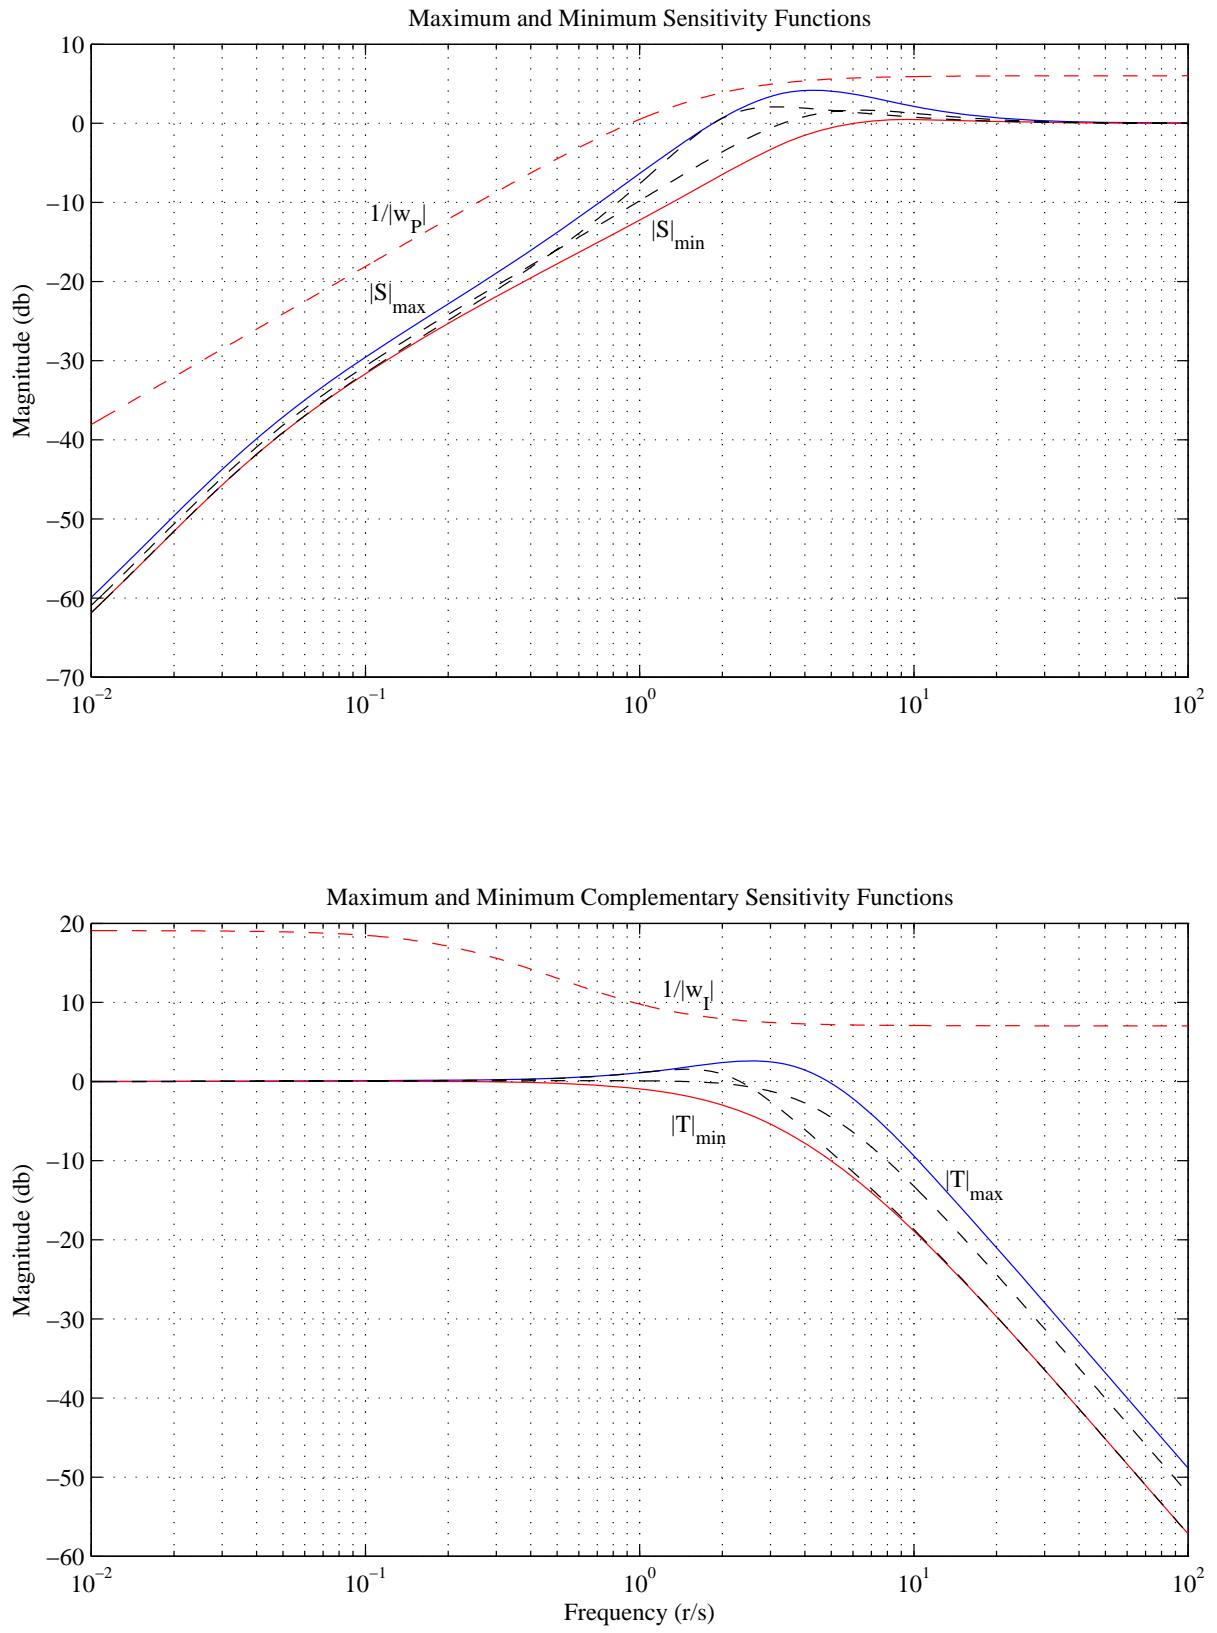 Maximum and Minimum Sensitivity Functions
10
0
−10
−20
−30
−40
−50
−60
−70
Magnitude (db)
1/|w_P|
|S|_max
|S|_min
10^−2
10^−1
10^0
10^1
10^2
Maximum and Minimum Complementary Sensitivity Functions
20
10
0
−10
−20
−30
−40
−50
−60
Magnitude (db)
1/|w_I|
|T|_min
|T|_max
10^−2
10^−1
10^0
10^1
10^2
Frequency (r/s)